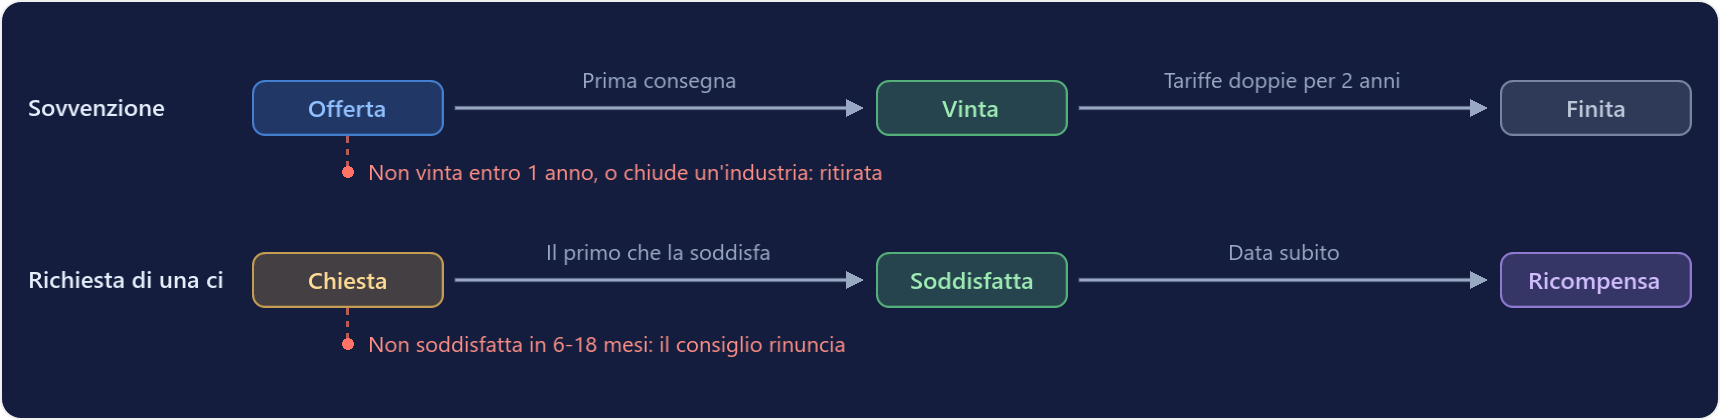 Prima consegna
Tariffe doppie per 2 anni
Sovvenzione
Offerta
Vinta
Finita
Non vinta entro 1 anno, o chiude un'industria: ritirata
Il primo che la soddisfa
Data subito
Richiesta di una ci
Chiesta
Soddisfatta
Ricompensa
Non soddisfatta in 6-18 mesi: il consiglio rinuncia